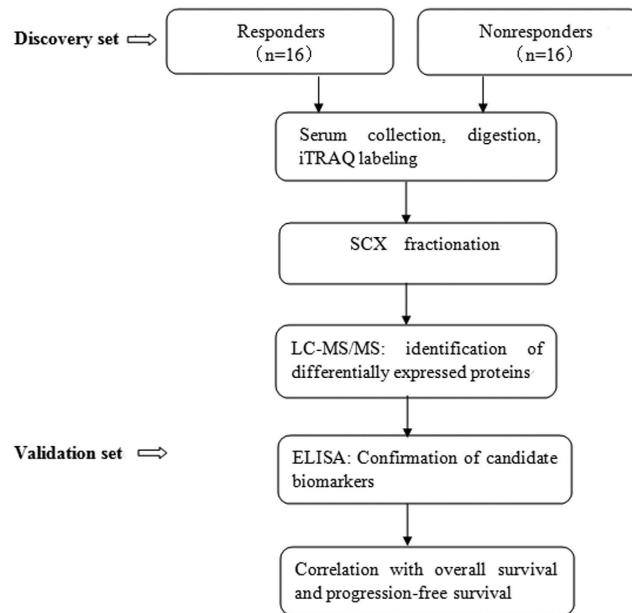 Discovery set
Responders
(n=16)
Nonresponders
(n=16)
Serum collection, digestion,
iTRAQ labeling
SCX fractionation
LC-MS/MS: identification of
differentially expressed proteins
Validation set
ELISA: Confirmation of candidate
biomarkers
Correlation with overall survival
and progression-free survival